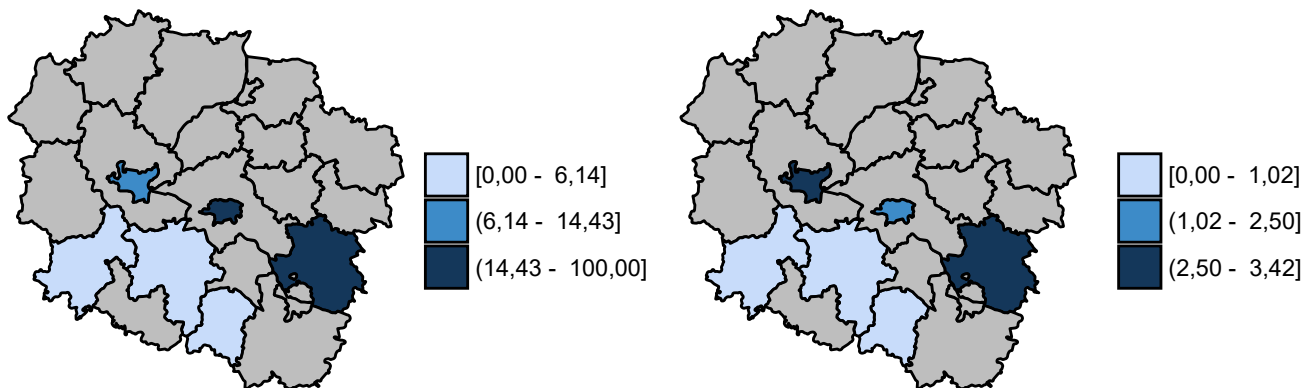 [0,00 - 6,14]
(6,14 - 14,43]
(14,43 - 100,00]
[0,00 - 1,02]
(1,02 - 2,50]
(2,50 - 3,42]